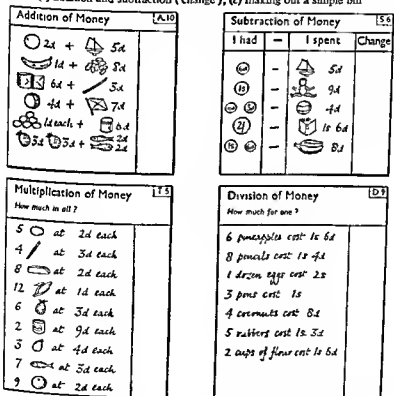 addition and subtraction (change), (c) making out a simple bill
Addition of Money A.10
2d + 5d
1d + 8d
6d + 3d
4d + 7d
1d each + 6d
3d 3d + 2d 2d
Subtraction of Money S 6
I had — I spent Change
— 5d
1s — 9d
— 4d
— 1s 6d
1s — 8d
Multiplication of Money T 5
How much in all ?
5 at 2d each
4 at 3d each
8 at 2d each
12 at 1d each
6 at 3d each
2 at 9d each
3 at 4d each
7 at 3d each
9 at 2d each
Division of Money D 9
How much for one ?
6 pineapples cost 1s 6d
8 pencils cost 1s 4d
1 dozen eggs cost 2s
3 pens cost 1s
4 coconuts cost 8d
5 rubbers cost 1s. 3d
2 cups of flour cost 1s 6d